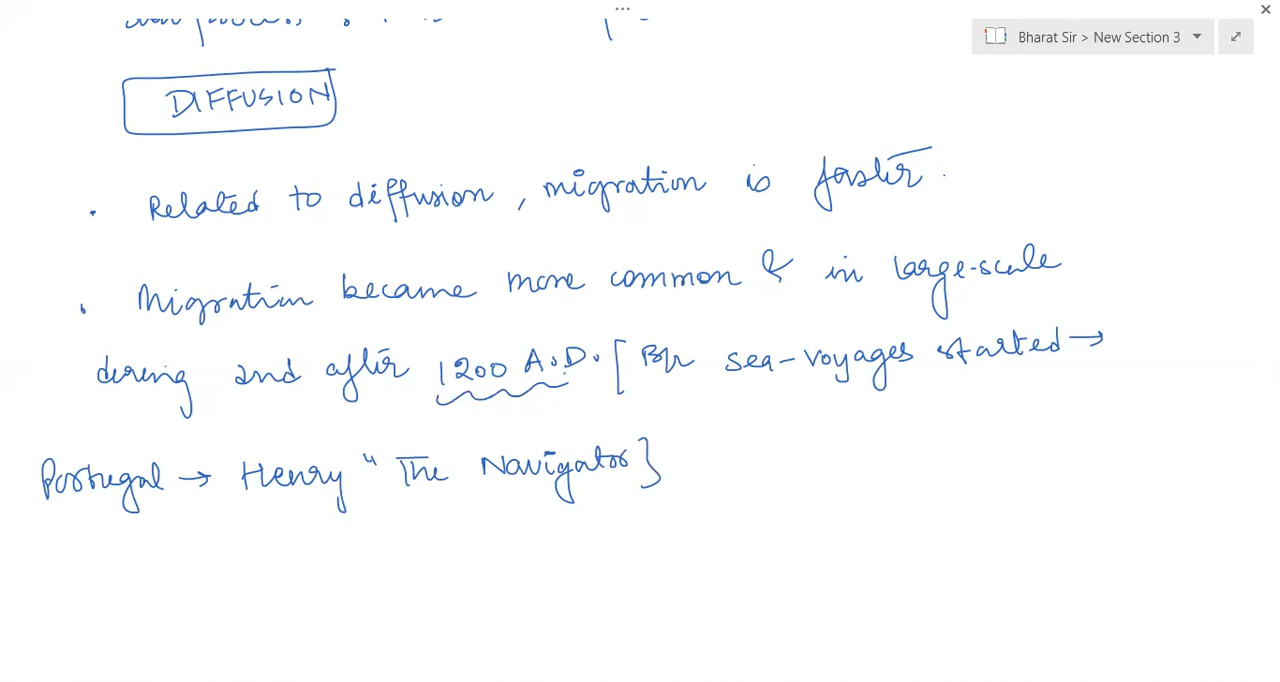 Bharat Sir > New Section 3
DIFFUSION
. Related to diffusion, migration is faster.
. Migration became more common & in large-scale
during and after 1200 A.D. [ sea-voyages started →
Portugal → Henry " The Navigator ]